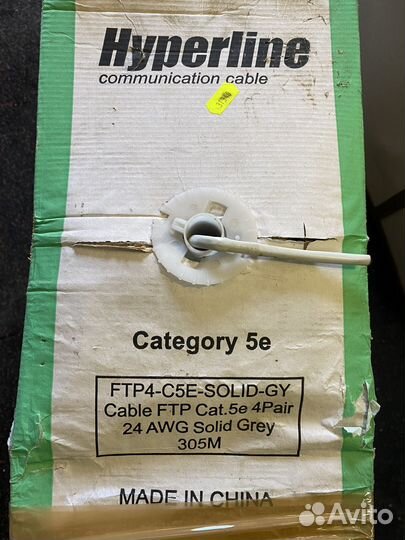 Hyperline
communication cable
Category 5e
FTP4-C5E-SOLID-GY
Cable FTP Cat.5e 4Pair
24 AWG Solid Grey
305M
MADE IN CHINA
Avito